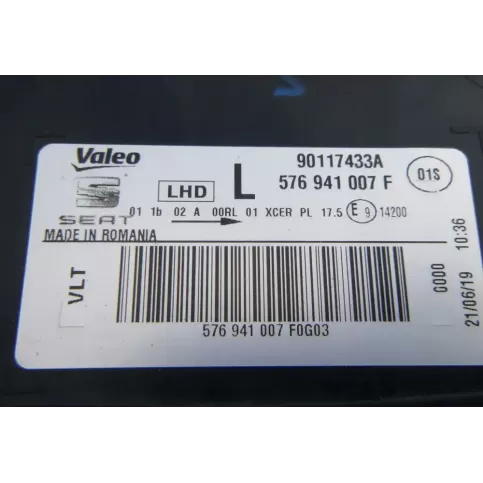 Valeo
90117433A
LHD L 576 941 007 F 01S
SEAT
01 1b 02 A 00RL 01 XCER PL 17.5 E 9 14200
MADE IN ROMANIA
VLT
0000
21/06/19 10:36
576 941 007 F0G03